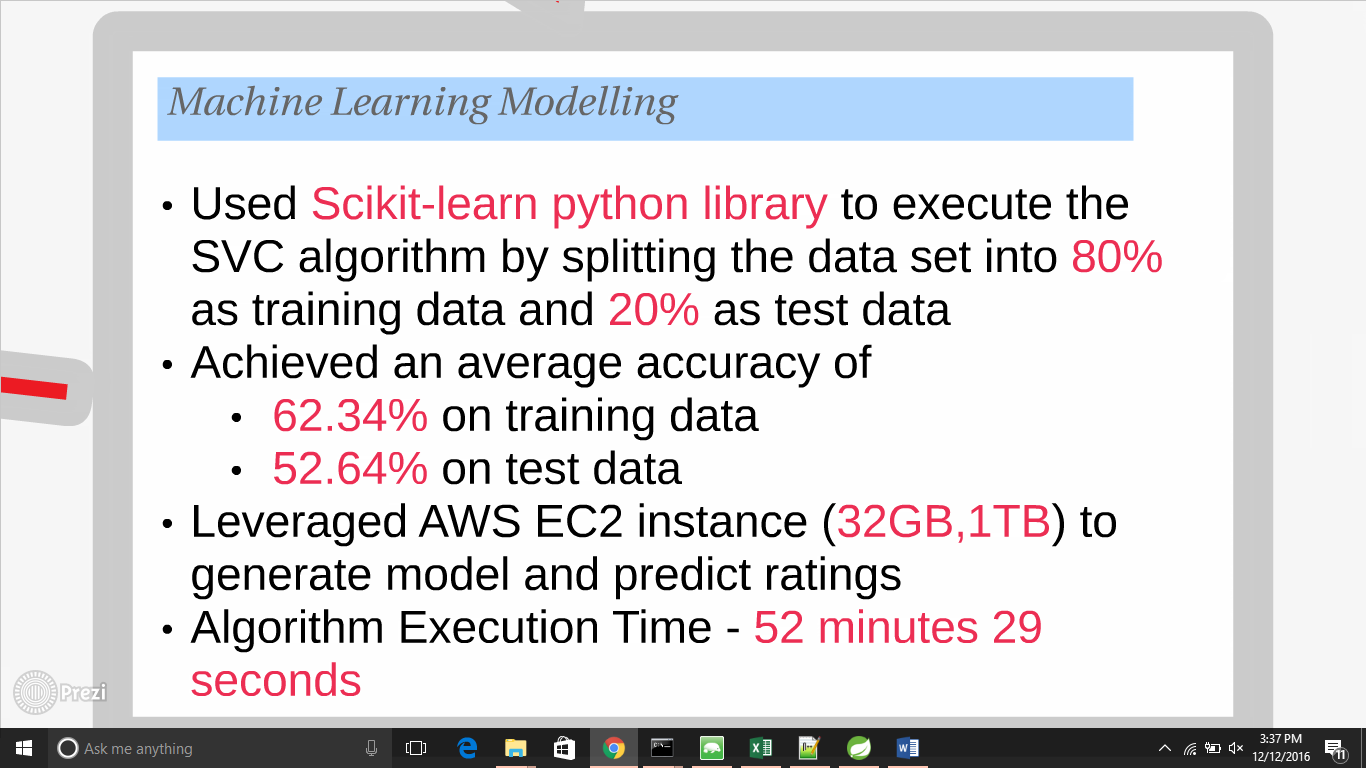 Machine Learning Modelling
• Used Scikit-learn python library to execute the
SVC algorithm by splitting the data set into 80%
as training data and 20% as test data
• Achieved an average accuracy of
• 62.34% on training data
• 52.64% on test data
• Leveraged AWS EC2 instance (32GB,1TB) to
generate model and predict ratings
• Algorithm Execution Time - 52 minutes 29
seconds
Prezi
Ask me anything
3:37 PM
12/12/2016
11